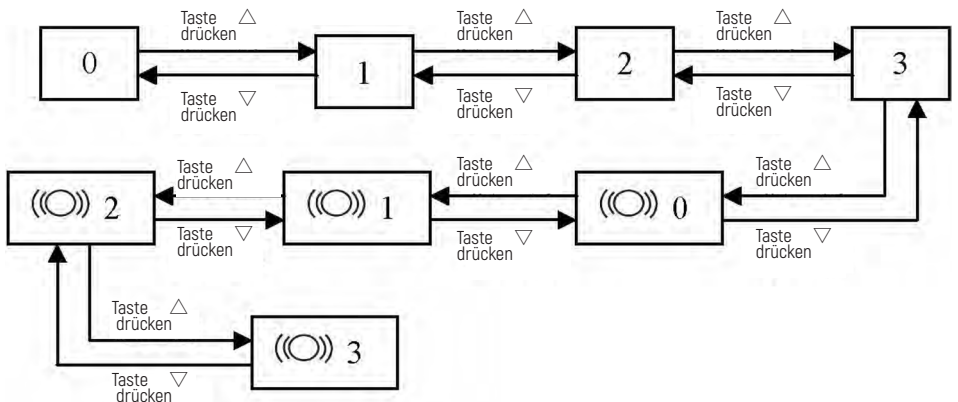 Taste △
drücken
Taste △
drücken
Taste △
drücken
0
1
2
3
Taste ▽
drücken
Taste ▽
drücken
Taste ▽
drücken
Taste △
drücken
Taste △
drücken
Taste △
drücken
2
1
0
Taste ▽
drücken
Taste ▽
drücken
Taste ▽
drücken
Taste △
drücken
3
Taste ▽
drücken